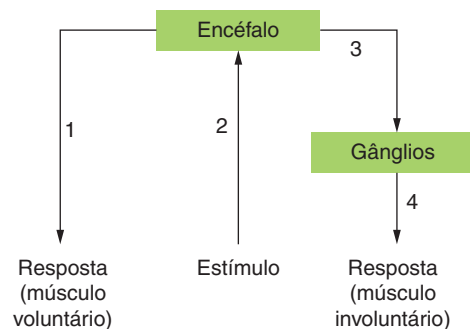 Encéfalo
3
1
2
Gânglios
4
Resposta
(músculo
voluntário)
Estímulo
Resposta
(músculo
involuntário)